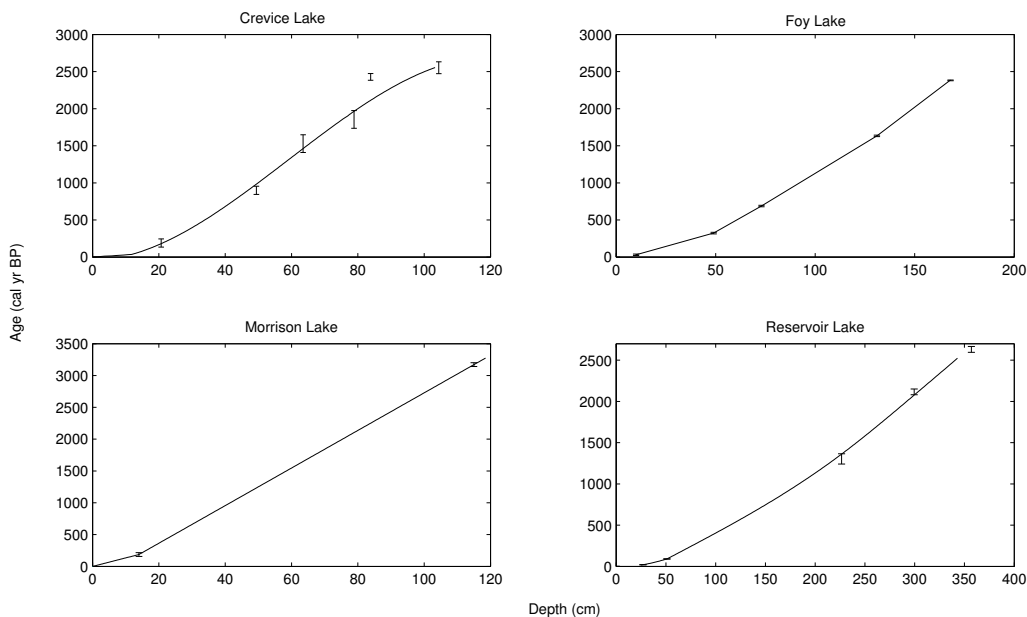 Crevice Lake
3000
2500
2000
1500
1000
500
0
0 20 40 60 80 100 120
Foy Lake
3000
2500
2000
1500
1000
500
0
0 50 100 150 200
Age (cal yr BP)
Morrison Lake
3500
3000
2500
2000
1500
1000
500
0
0 20 40 60 80 100 120
Reservoir Lake
2500
2000
1500
1000
500
0
0 50 100 150 200 250 300 350 400
Depth (cm)